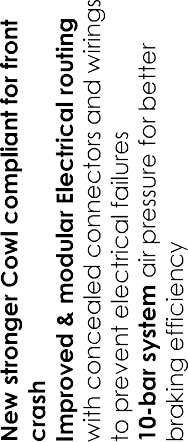 New stronger Cowl compliant for front
crash
Improved & modular Electrical routing
with concealed connectors and wirings
to prevent electrical failures
10-bar system air pressure for better
braking efficiency